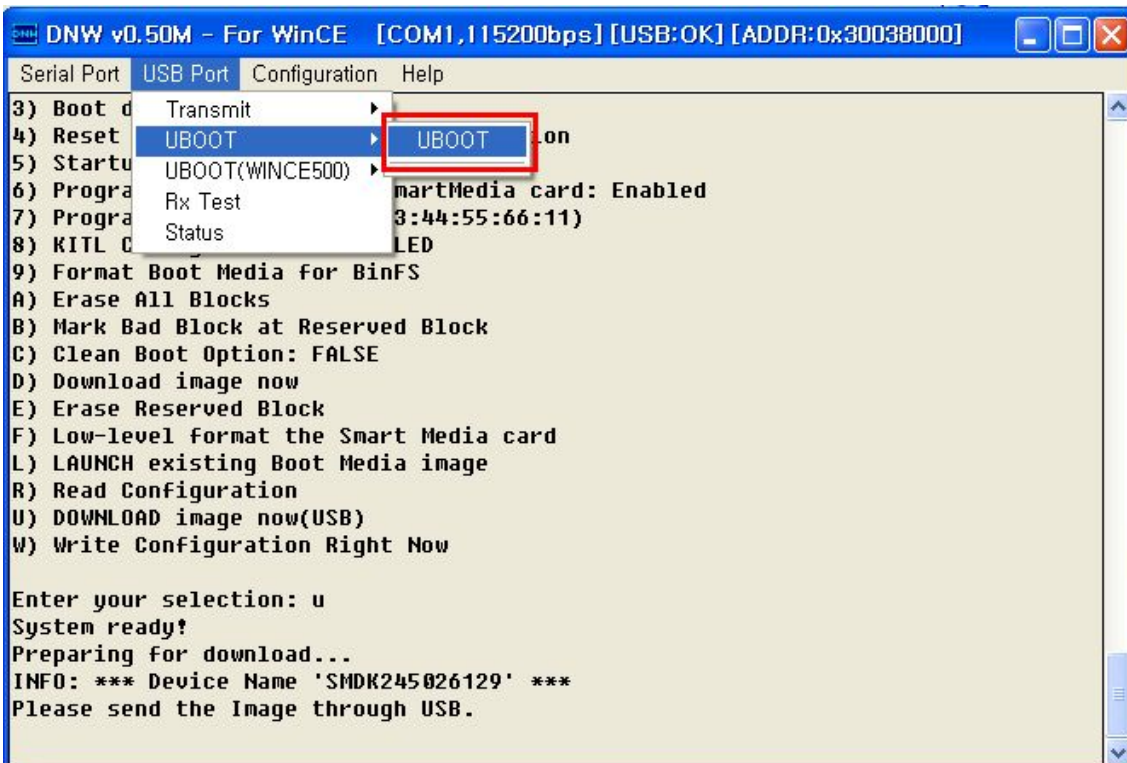 DNW v0.50M - For WinCE [COM1,115200bps][USB:OK][ADDR:0x30038000]
Serial Port USB Port Configuration Help
3) Boot d
Transmit
4) Reset
UBOOT
UBOOT
ion
5) Startu
UBOOT(WINCE500)
6) Progra
martMedia card: Enabled
Rx Test
7) Progra
3:44:55:66:11)
Status
8) KITL C
LED
9) Format Boot Media for BinFS
A) Erase All Blocks
B) Mark Bad Block at Reserved Block
C) Clean Boot Option: FALSE
D) Download image now
E) Erase Reserved Block
F) Low-level format the Smart Media card
L) LAUNCH existing Boot Media image
R) Read Configuration
U) DOWNLOAD image now(USB)
W) Write Configuration Right Now
Enter your selection: u
System ready!
Preparing for download...
INFO: *** Device Name 'SMDK245026129' ***
Please send the Image through USB.